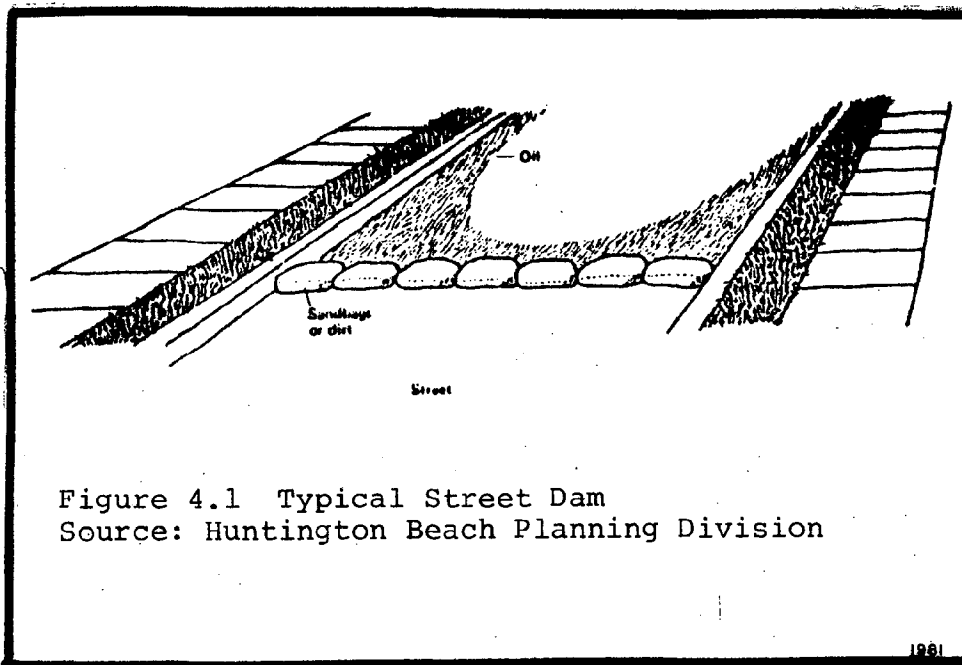 Oil
Sandbags
or dirt
Street
Figure 4.1 Typical Street Dam
Source: Huntington Beach Planning Division
1981